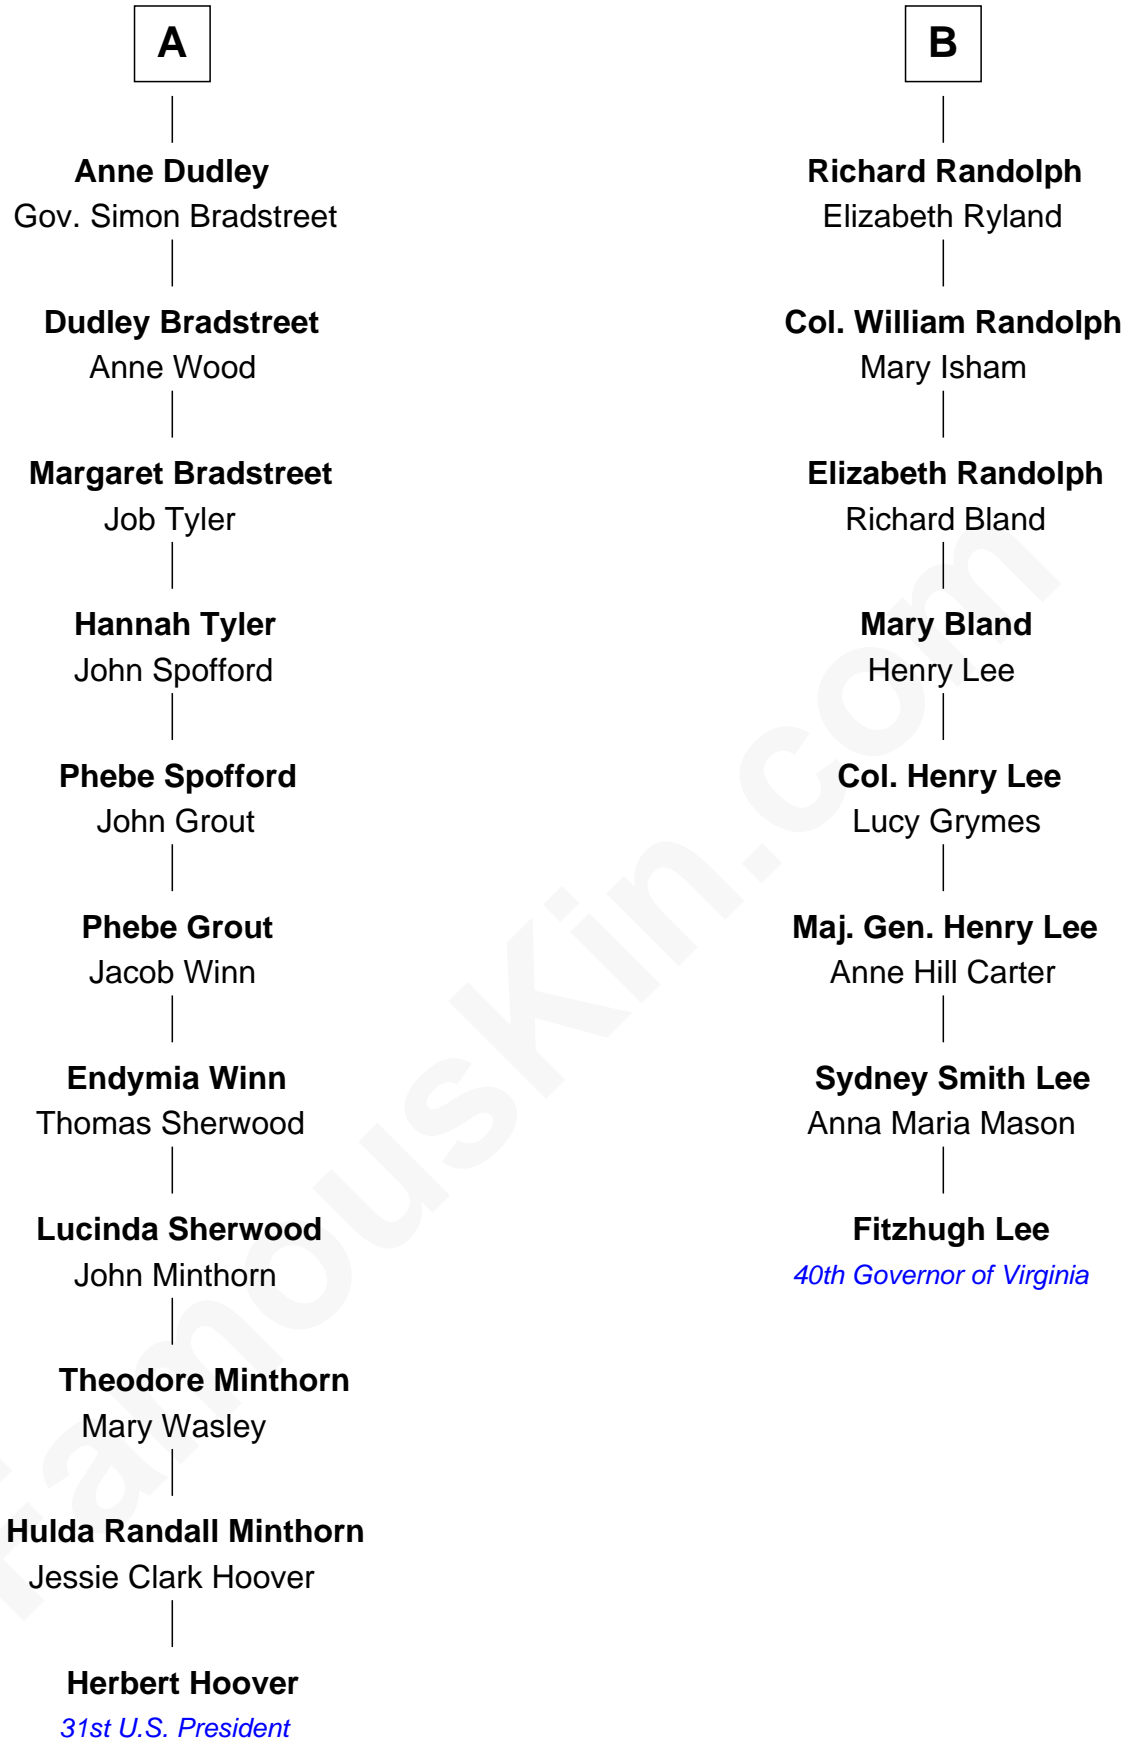 A
Anne Dudley
Gov. Simon Bradstreet
Dudley Bradstreet
Anne Wood
Margaret Bradstreet
Job Tyler
Hannah Tyler
John Spofford
Phebe Spofford
John Grout
Phebe Grout
Jacob Winn
Endymia Winn
Thomas Sherwood
Lucinda Sherwood
John Minthorn
Theodore Minthorn
Mary Wasley
Hulda Randall Minthorn
Jessie Clark Hoover
Herbert Hoover
31st U.S. President
B
Richard Randolph
Elizabeth Ryland
Col. William Randolph
Mary Isham
Elizabeth Randolph
Richard Bland
Mary Bland
Henry Lee
Col. Henry Lee
Lucy Grymes
Maj. Gen. Henry Lee
Anne Hill Carter
Sydney Smith Lee
Anna Maria Mason
Fitzhugh Lee
40th Governor of Virginia
FamousKin.com